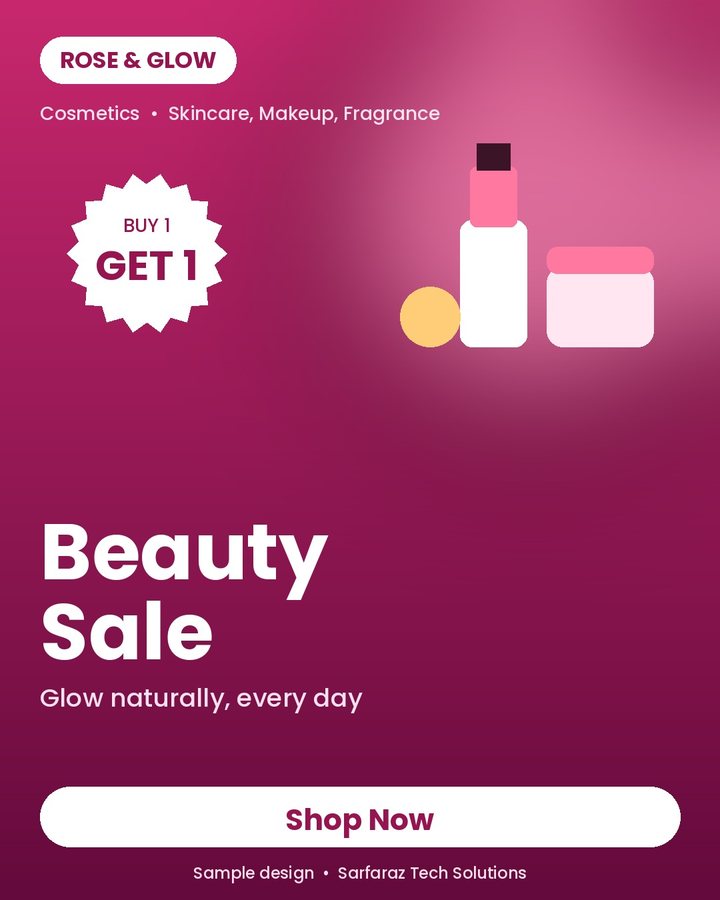 ROSE & GLOW
Cosmetics • Skincare, Makeup, Fragrance
BUY 1
GET 1
Beauty
Sale
Glow naturally, every day
Shop Now
Sample design • Sarfaraz Tech Solutions